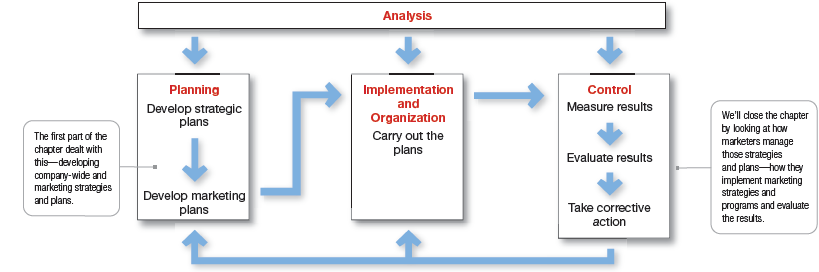 Analysis
Planning
Develop strategic
plans
Develop marketing
plans
Implementation
and
Organization
Carry out the
plans
Control
Measure results
Evaluate results
Take corrective
action
The first part of the
chapter dealt with
this—developing
company-wide and
marketing strategies
and plans.
We'll close the chapter
by looking at how
marketers manage
those strategies
and plans—how they
implement marketing
strategies and
programs and evaluate
the results.